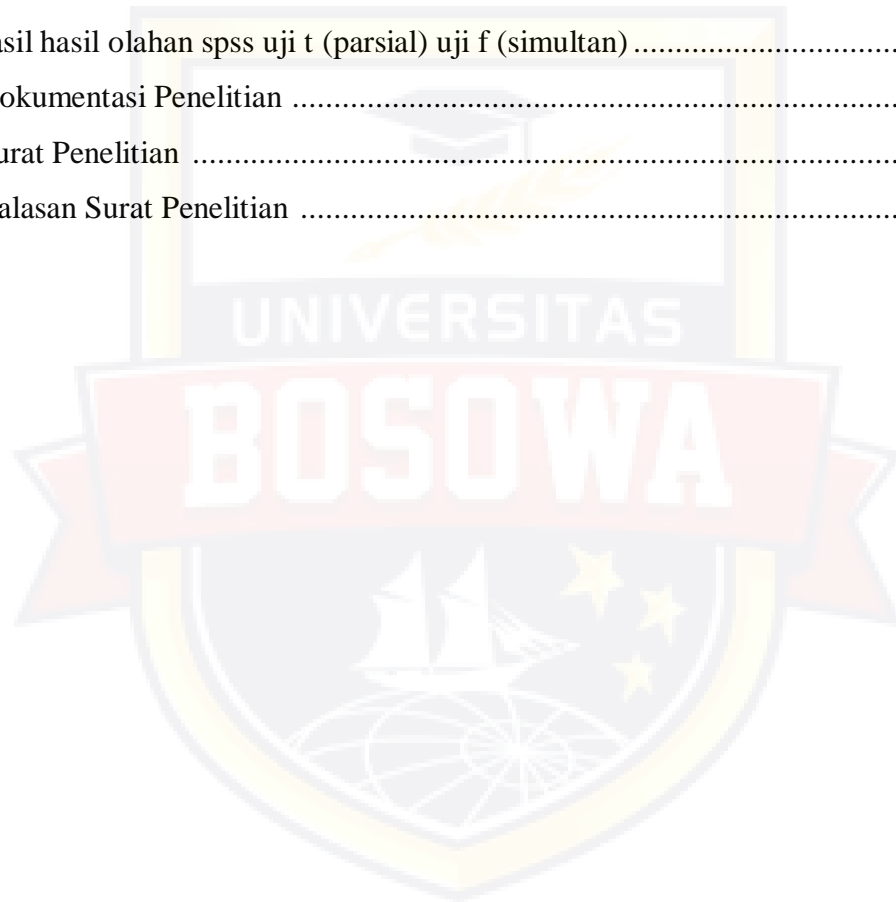 asil hasil olahan spss uji t (parsial) uji f (simultan) ................................
okumentasi Penelitian .........................................................................
urat Penelitian .....................................................................................
alasan Surat Penelitian ........................................................................
UNIVERSITAS
BOSOWA